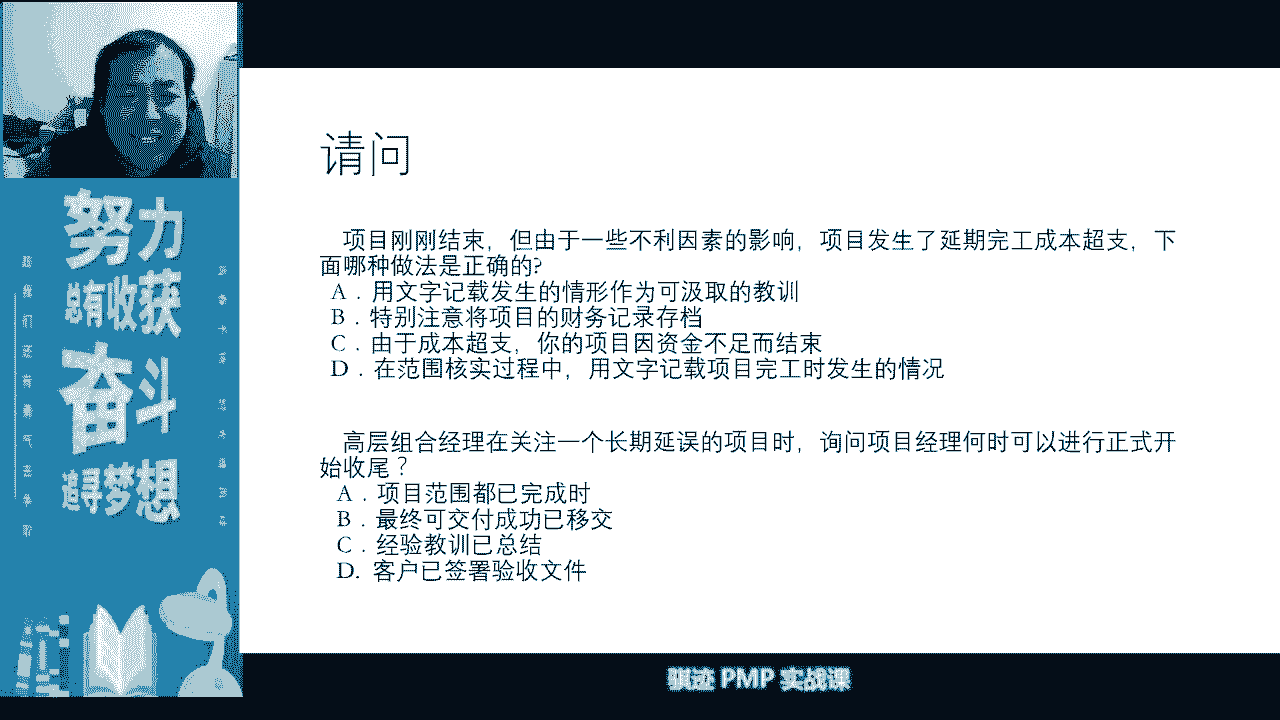 努力
总有收获
奋斗
追寻梦想
请问
项目刚刚结束，但由于一些不利因素的影响，项目发生了延期完工成本超支，下
面哪种做法是正确的?
A．用文字记载发生的情形作为可汲取的教训
B．特别注意将项目的财务记录存档
C．由于成本超支，你的项目因资金不足而结束
D．在范围核实过程中，用文字记载项目完工时发生的情况
高层组合经理在关注一个长期延误的项目时，询问项目经理何时可以进行正式开
始收尾？
A．项目范围都已完成时
B．最终可交付成功已移交
C．经验教训已总结
D. 客户已签署验收文件
骐迹 PMP 实战课